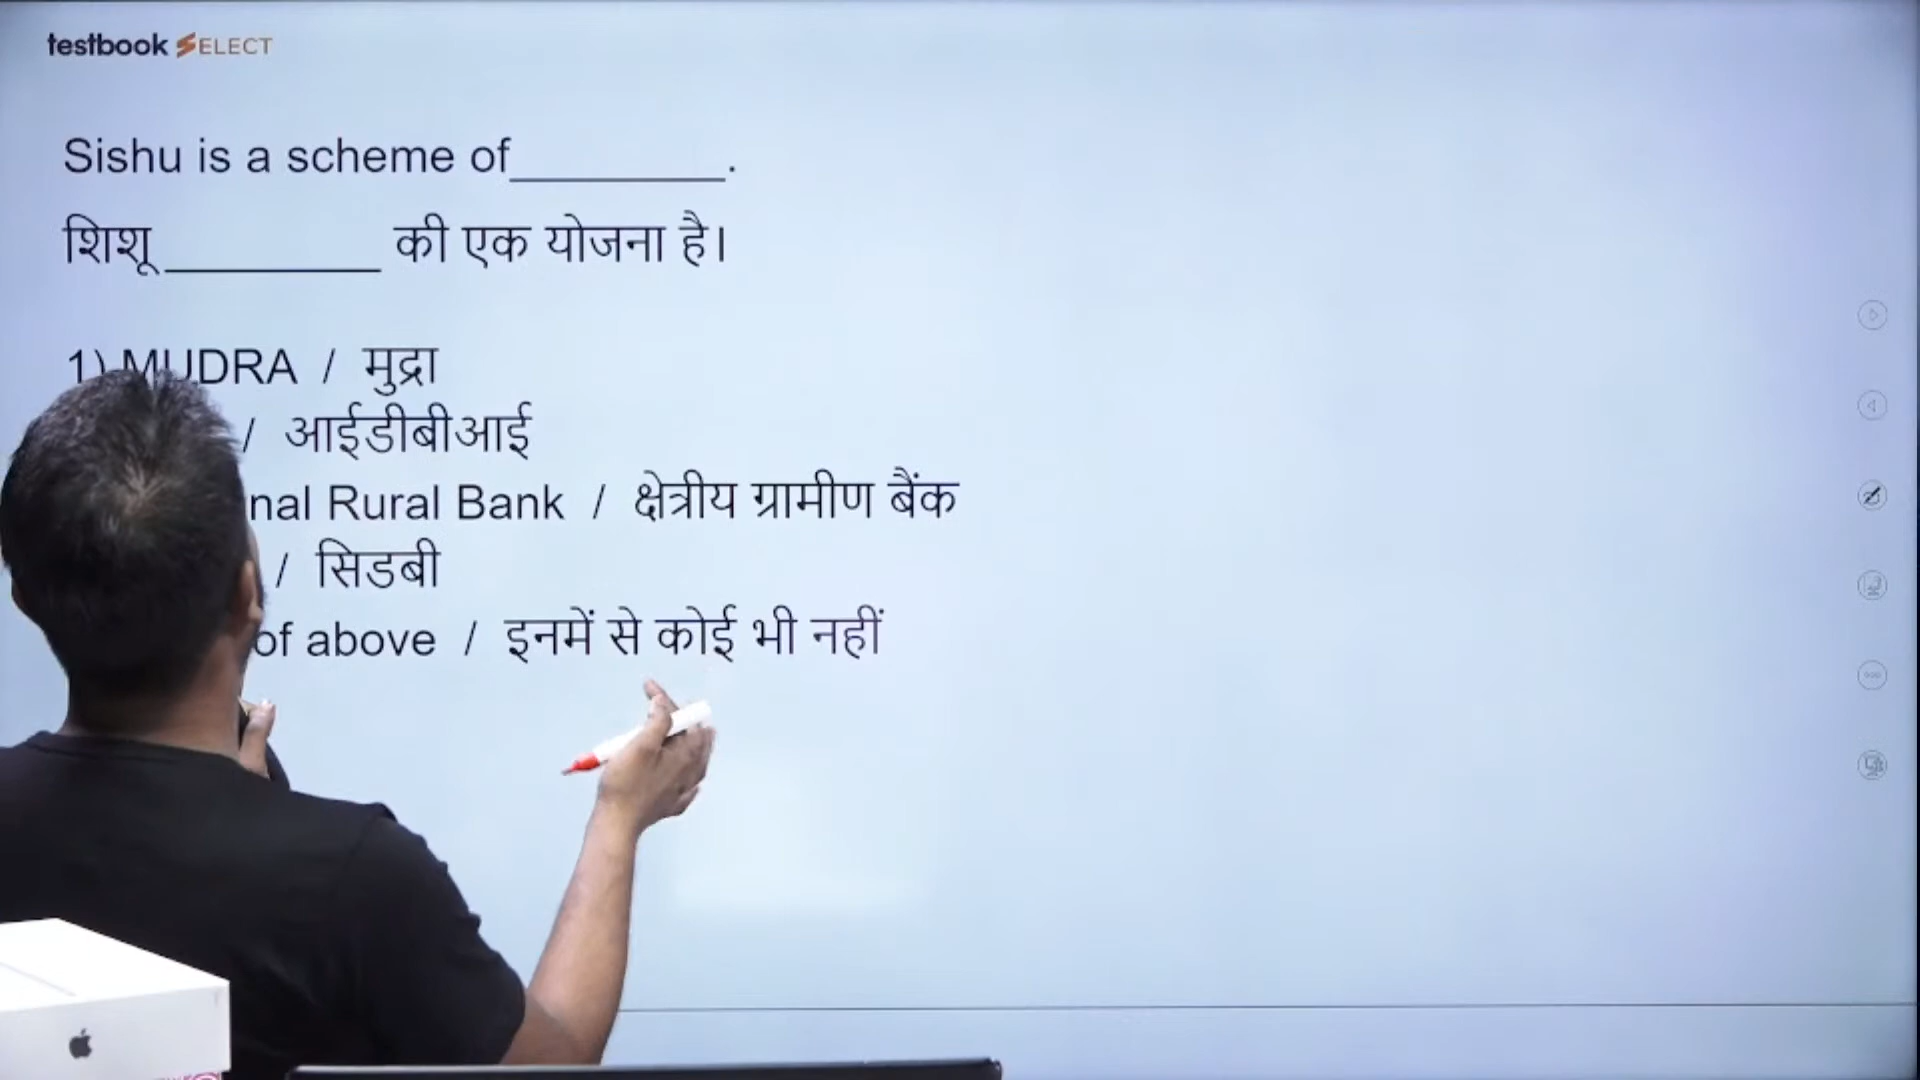 testbook SELECT
Sishu is a scheme of________.
शिशू ________ की एक योजना है।
1) MUDRA / मुद्रा
/ आईडीबीआई
Rural Bank / क्षेत्रीय ग्रामीण बैंक
/ सिडबी
of above / इनमें से कोई भी नहीं